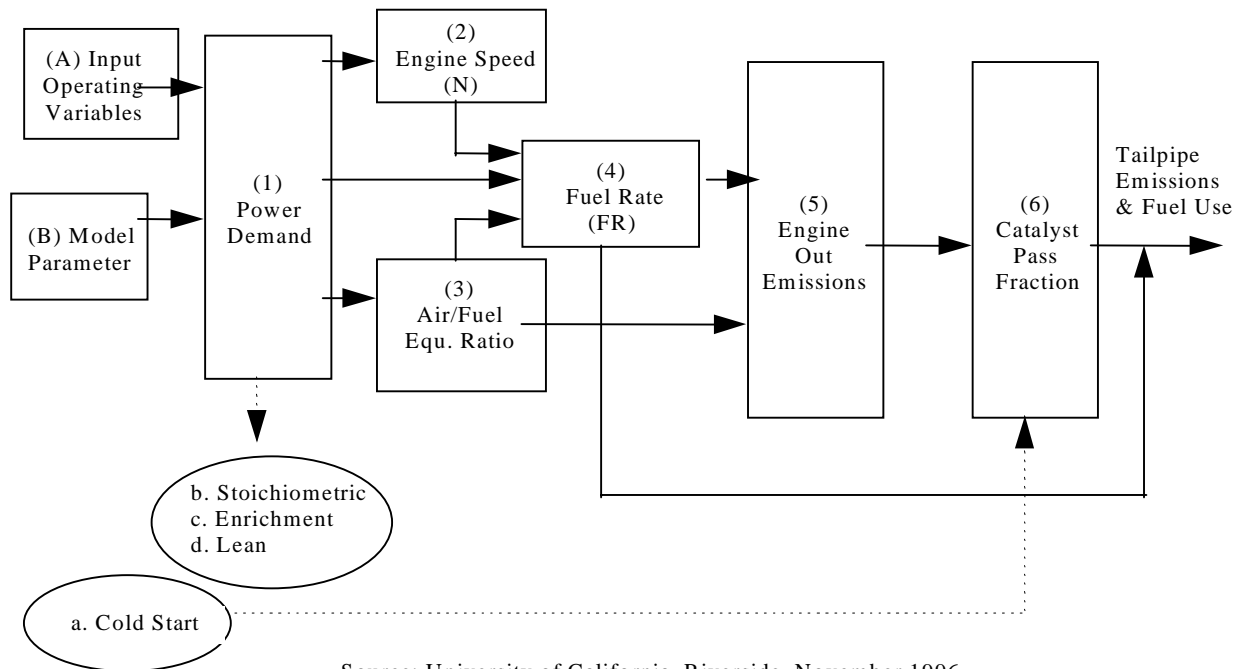 (A) Input
Operating
Variables
(B) Model
Parameter
(1)
Power
Demand
(2)
Engine Speed
(N)
(3)
Air/Fuel
Equ. Ratio
(4)
Fuel Rate
(FR)
(5)
Engine
Out
Emissions
(6)
Catalyst
Pass
Fraction
Tailpipe
Emissions
& Fuel Use
b. Stoichiometric
c. Enrichment
d. Lean
a. Cold Start
Source: University of California, Riverside, November 1996